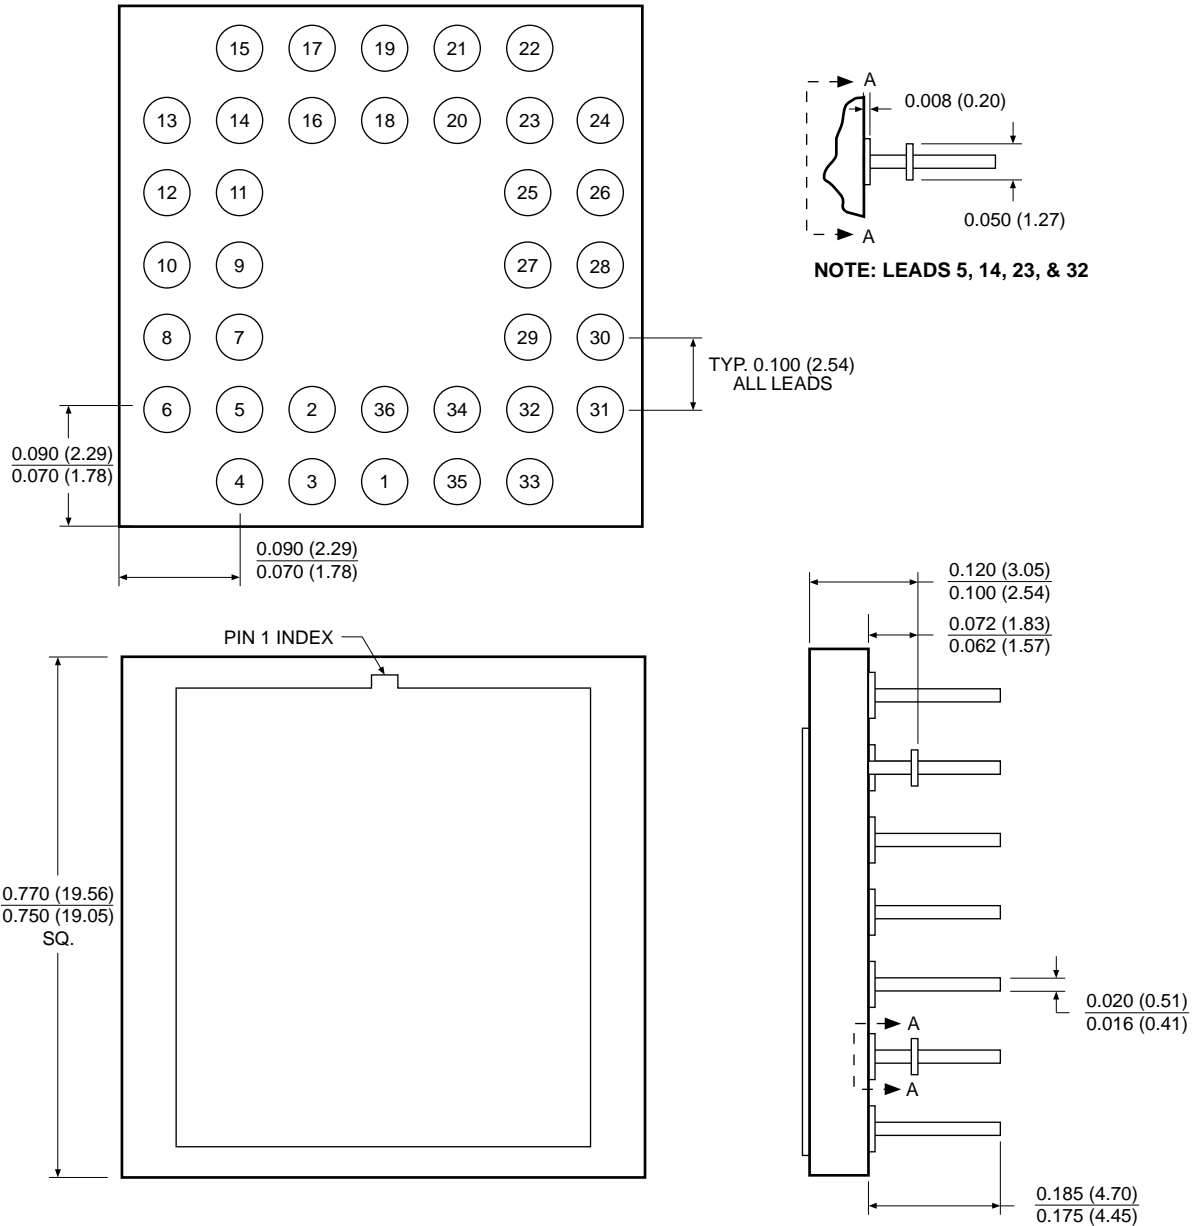 15 17 19 21 22
13 14 16 18 20 23 24
12 11 25 26
10 9 27 28
8 7 29 30
6 5 2 36 34 32 31
4 3 1 35 33
0.090 (2.29)
0.070 (1.78)
0.090 (2.29)
0.070 (1.78)
TYP. 0.100 (2.54)
ALL LEADS
A
0.008 (0.20)
0.050 (1.27)
A
NOTE: LEADS 5, 14, 23, & 32
PIN 1 INDEX
0.770 (19.56)
0.750 (19.05)
SQ.
0.120 (3.05)
0.100 (2.54)
0.072 (1.83)
0.062 (1.57)
0.020 (0.51)
0.016 (0.41)
A
A
0.185 (4.70)
0.175 (4.45)